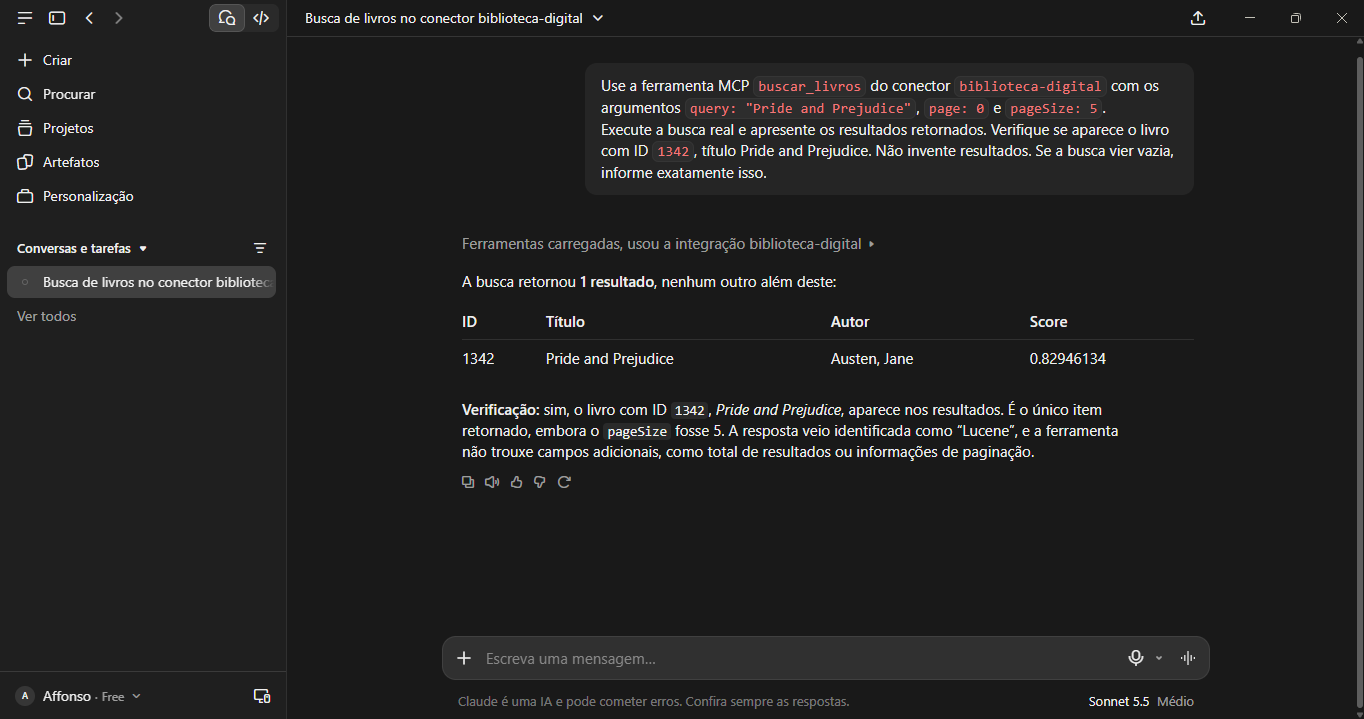 Busca de livros no conector biblioteca-digital
Criar
Procurar
Projetos
Artefatos
Personalização
Conversas e tarefas
Busca de livros no conector bibliotec
Ver todos
Use a ferramenta MCP buscar_livros do conector biblioteca-digital com os
argumentos query: "Pride and Prejudice", page: 0 e pageSize: 5.
Execute a busca real e apresente os resultados retornados. Verifique se aparece o livro
com ID 1342, título Pride and Prejudice. Não invente resultados. Se a busca vier vazia,
informe exatamente isso.
Ferramentas carregadas, usou a integração biblioteca-digital
A busca retornou 1 resultado, nenhum outro além deste:
ID Título Autor Score
1342 Pride and Prejudice Austen, Jane 0.82946134
Verificação: sim, o livro com ID 1342, Pride and Prejudice, aparece nos resultados. É o único item
retornado, embora o pageSize fosse 5. A resposta veio identificada como “Lucene”, e a ferramenta
não trouxe campos adicionais, como total de resultados ou informações de paginação.
Escreva uma mensagem...
Claude é uma IA e pode cometer erros. Confira sempre as respostas.
Sonnet 5.5 Médio
A Affonso · Free